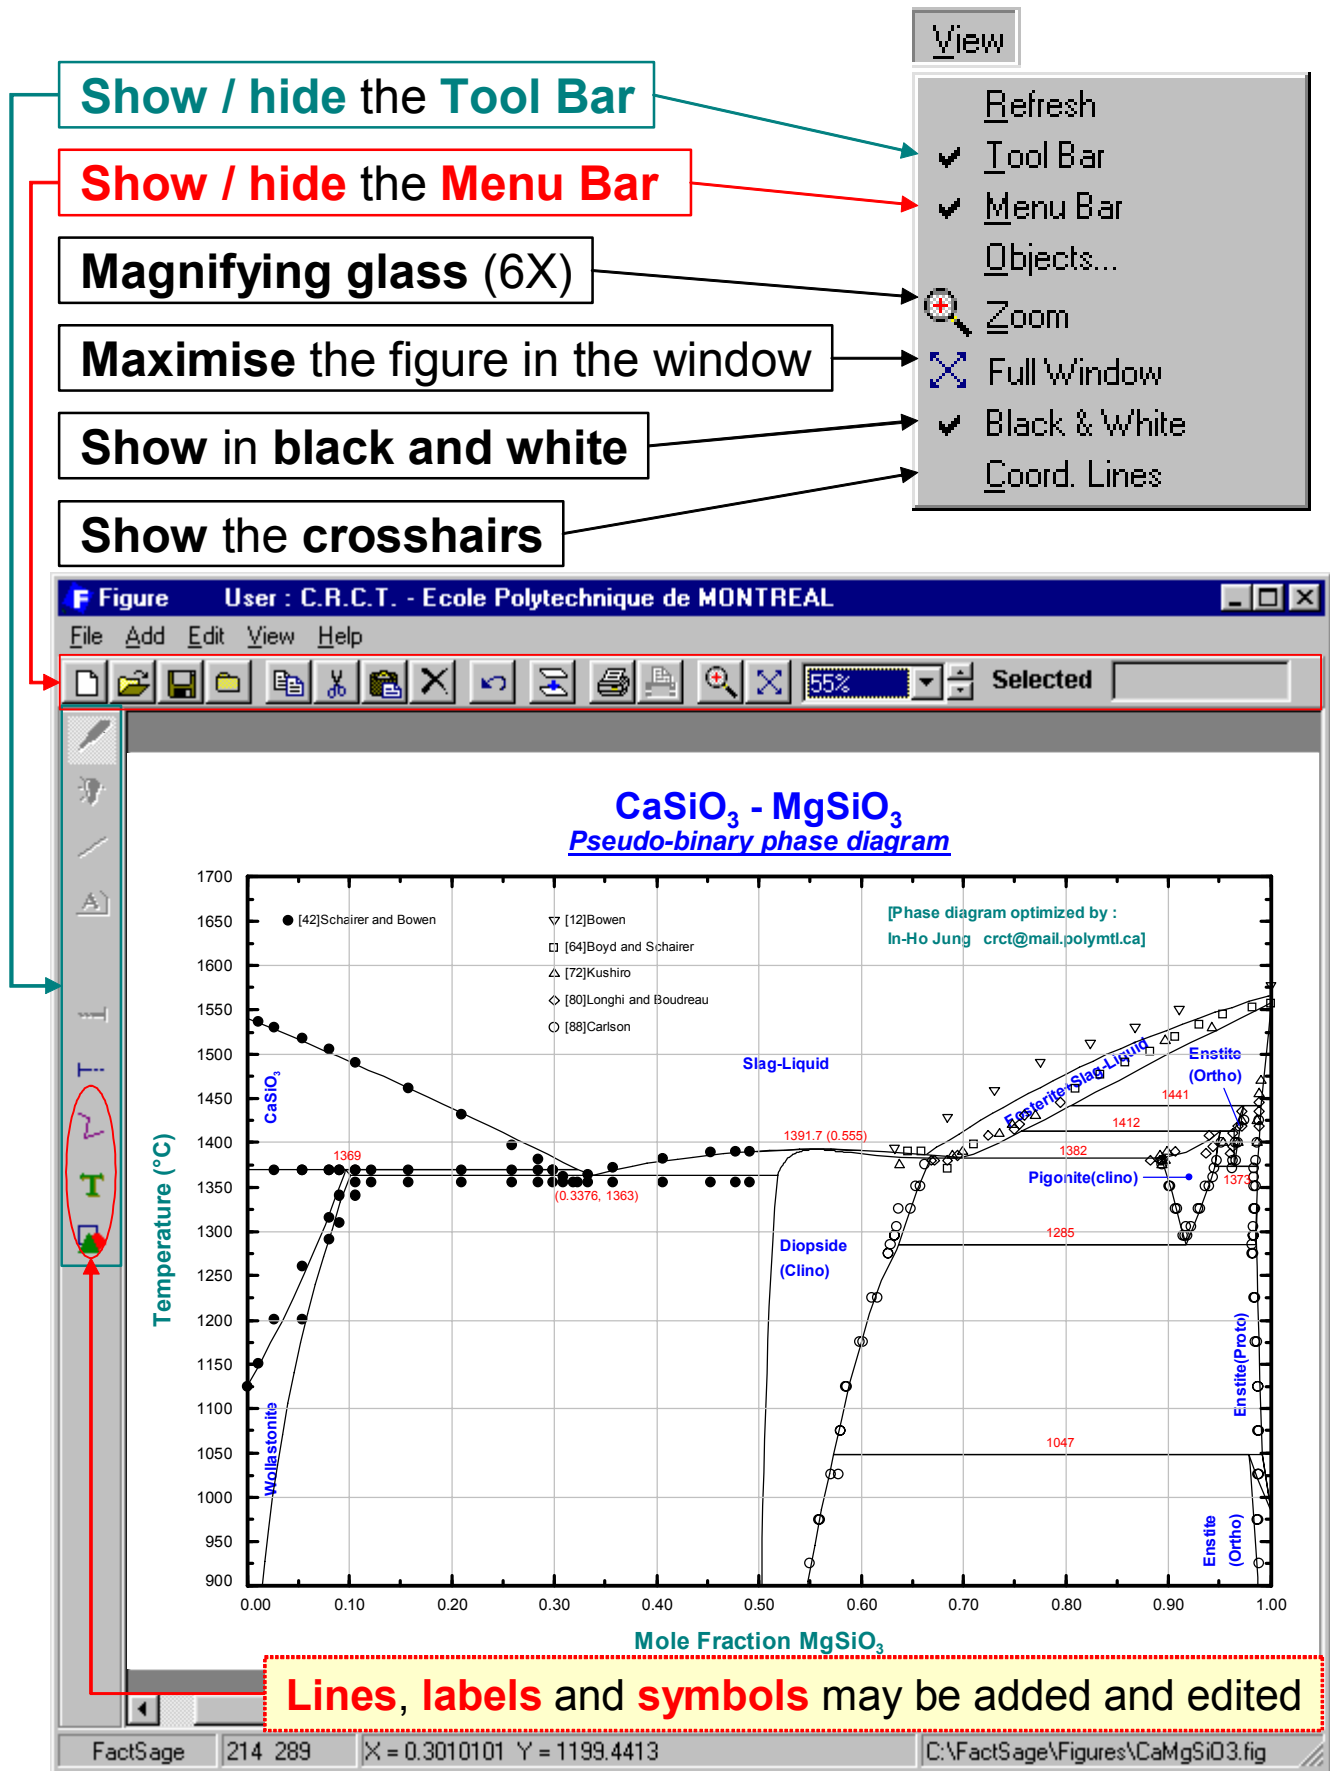 View
Show / hide the Tool Bar
Refresh
Tool Bar
Show / hide the Menu Bar
Menu Bar
Magnifying glass (6X)
Objects...
Zoom
Maximise the figure in the window
Full Window
Show in black and white
Black & White
Show the crosshairs
Coord. Lines
F Figure User : C.R.C.T. - Ecole Polytechnique de MONTREAL
File Add Edit View Help
55% Selected
CaSiO3 - MgSiO3
Pseudo-binary phase diagram
[42]Schairer and Bowen
[12]Bowen
[64]Boyd and Schairer
[72]Kushiro
[80]Longhi and Boudreau
[88]Carlson
[Phase diagram optimized by :
In-Ho Jung crct@mail.polymtl.ca]
1700
1650
1600
1550
1500
1450
1400
1350
1300
1250
1200
1150
1100
1050
1000
950
900
Temperature (°C)
CaSiO3
Wollastonite
Slag-Liquid
Fosterite+Slag-Liquid
Enstite
(Ortho)
1441
1412
1391.7 (0.555)
1382
1369
(0.3376, 1363)
Pigonite(clino)
1373
1285
Diopside
(Clino)
Enstite(Proto)
1047
Enstite
(Ortho)
0.00 0.10 0.20 0.30 0.40 0.50 0.60 0.70 0.80 0.90 1.00
Mole Fraction MgSiO3
Lines, labels and symbols may be added and edited
FactSage 214 289 X = 0.3010101 Y = 1199.4413 C:\FactSage\Figures\CaMgSiO3.fig